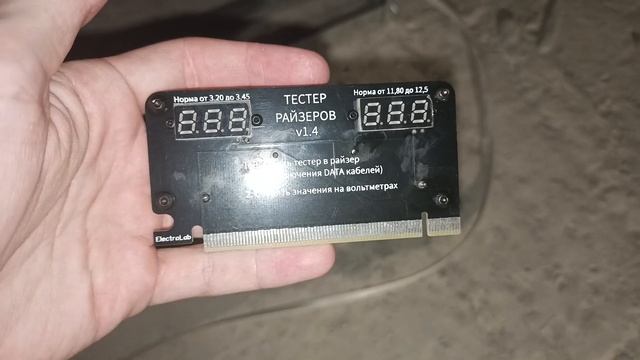 Норма от 3.20 до 3.45
Норма от 11,80 до 12,5
ТЕСТЕР
РАЙЗЕРОВ
v1.4
тестер в райзер
DATA кабелей)
значения на вольтметрах
ElectroLab